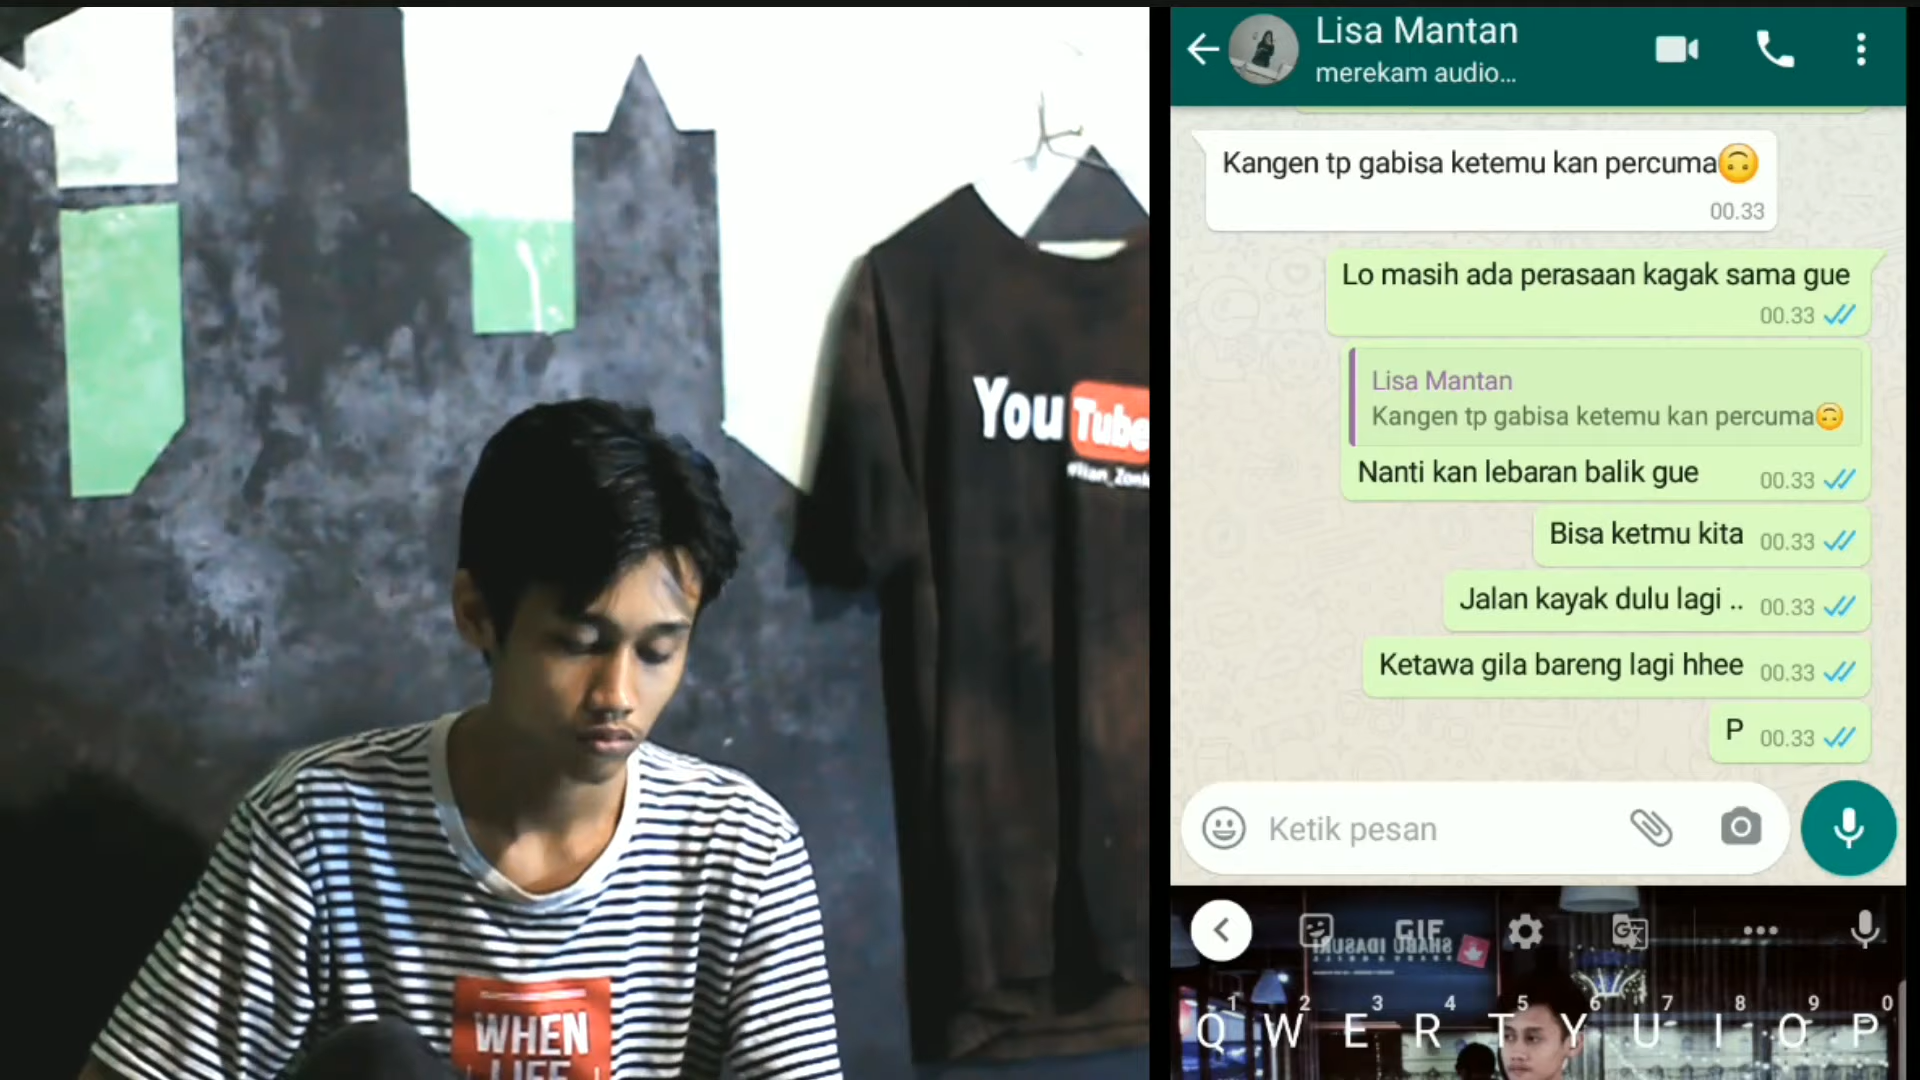 You Tube
WHEN
LIFE
Lisa Mantan
merekam audio...
Kangen tp gabisa ketemu kan percuma🙃
00.33
Lo masih ada perasaan kagak sama gue
00.33
Lisa Mantan
Kangen tp gabisa ketemu kan percuma🙃
Nanti kan lebaran balik gue 00.33
Bisa ketmu kita 00.33
Jalan kayak dulu lagi .. 00.33
Ketawa gila bareng lagi hhee 00.33
P 00.33
Ketik pesan
GIF
1 2 3 4 5 6 7 8 9 0
Q W E R T Y U I O P